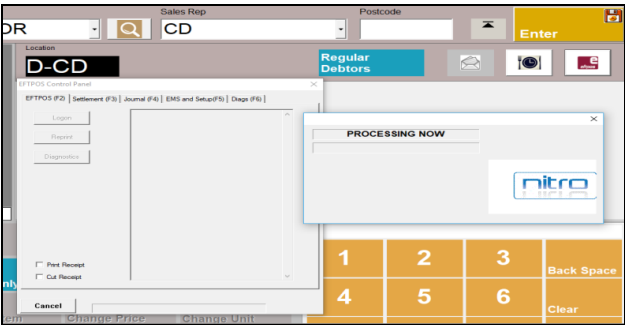 Sales Rep
Postcode
OR
CD
Enter
Location
D-CD
Regular
Debtors
EFTPOS Control Panel
EFTPOS (F2)
Settlement (F3)
Journal (F4)
EMS and Setup(F5)
Diags (F6)
Logon
Reprint
Diagnostics
PROCESSING NOW
nitro
Print Receipt
Cut Receipt
Cancel
1
2
3
Back Space
4
5
6
Clear
Change Price
Change Unit